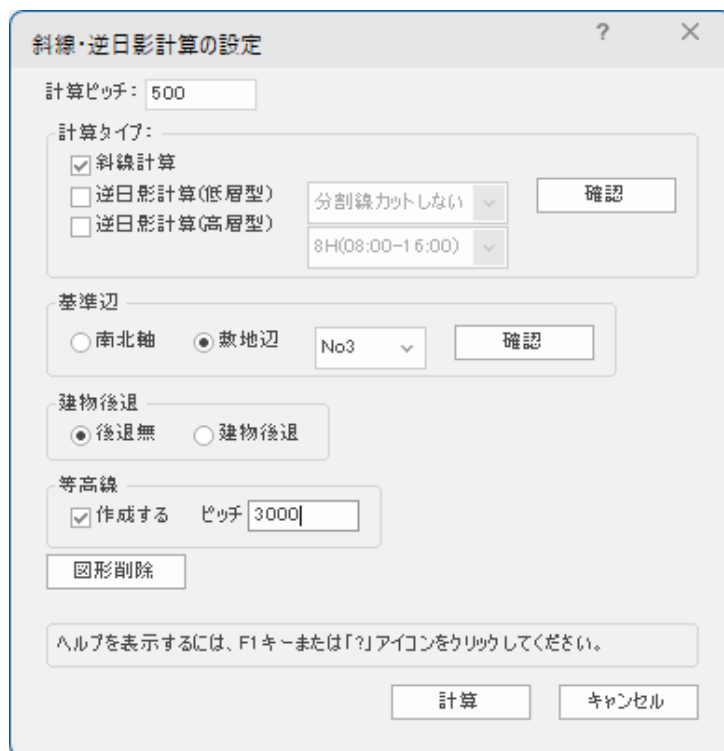 斜線・逆日影計算の設定 ?
計算ピッチ: 500
計算タイプ:
斜線計算
逆日影計算(低層型) 分割線カットしない 確認
逆日影計算(高層型) 8H(08:00-16:00)
基準辺
南北軸 敷地辺 No3 確認
建物後退
後退無 建物後退
等高線
作成する ピッチ 3000
図形削除
ヘルプを表示するには、F1キーまたは「?」アイコンをクリックしてください。
計算 キャンセル